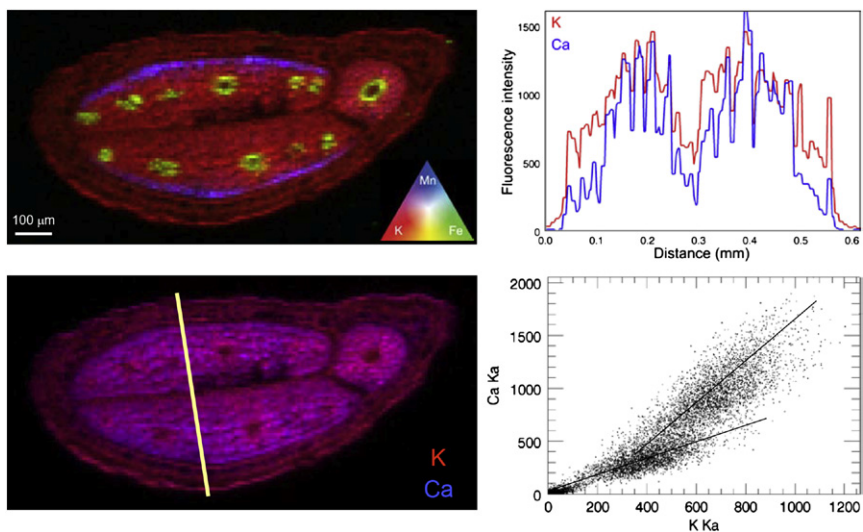 Mn
K
Fe
100 μm
K
Ca
Fluorescence intensity
1500
1000
500
0
0.0 0.1 0.2 0.3 0.4 0.5 0.6
Distance (mm)
K
Ca
2000
1500
1000
500
0
Ca Ka
0 200 400 600 800 1000 1200
K Ka